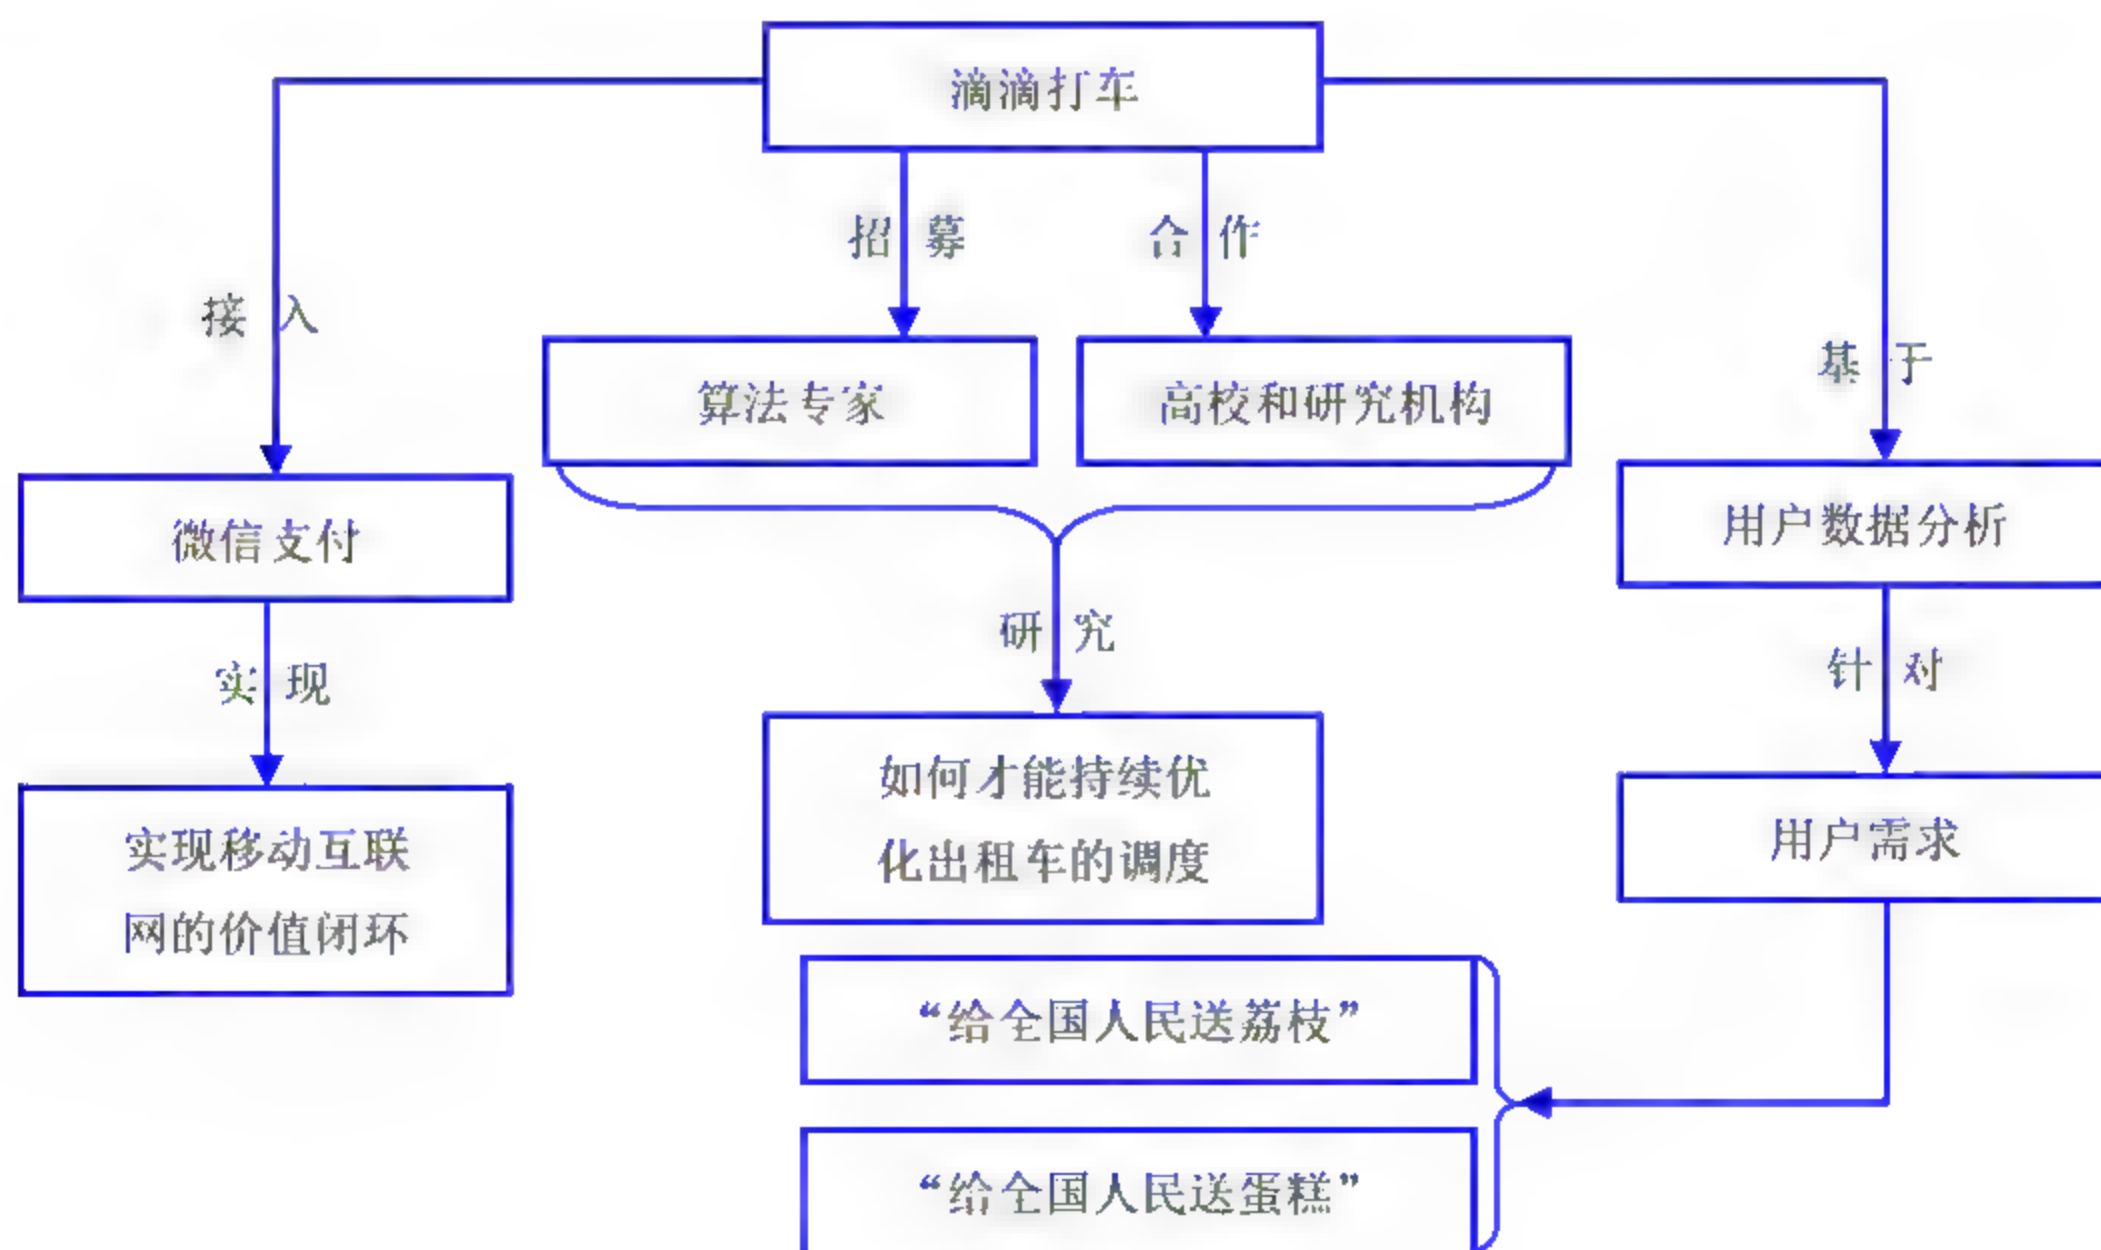 滴滴打车
招募
合作
接入
基于
算法专家
高校和研究机构
微信支付
用户数据分析
研究
实现
针对
如何才能持续优
化出租车的调度
实现移动互联
网的价值闭环
用户需求
“给全国人民送荔枝”
“给全国人民送蛋糕”